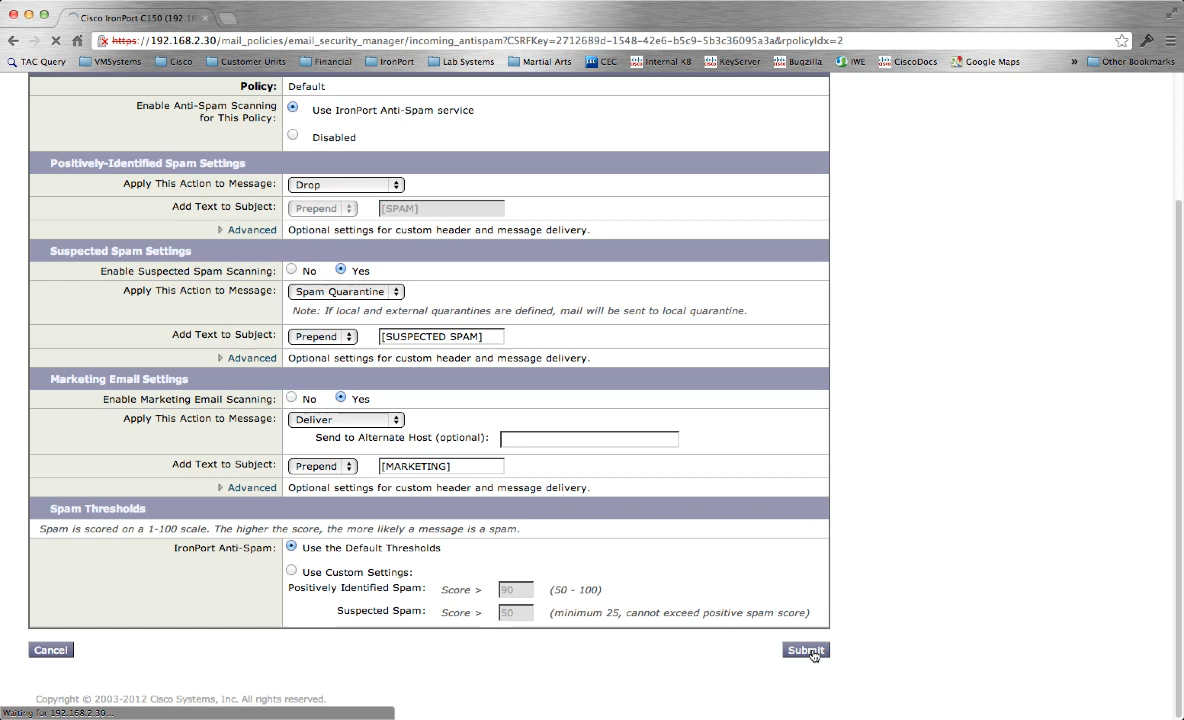 Cisco IronPort C150 (192.16
https://192.168.2.30/mail_policies/email_security_manager/incoming_antispam?CSRFKey=2712689d-1548-42e6-b5c9-5b3c36095a3a&rpolicyIdx=2
TAC Query VMSystems Cisco Customer Units Financial IronPort Lab Systems Martial Arts CEC Internal KB KeyServer Bugzilla IWE CiscoDocs Google Maps » Other Bookmarks
Policy: Default
Enable Anti-Spam Scanning for This Policy: Use IronPort Anti-Spam service
Disabled
Positively-Identified Spam Settings
Apply This Action to Message: Drop
Add Text to Subject: Prepend [SPAM]
Advanced Optional settings for custom header and message delivery.
Suspected Spam Settings
Enable Suspected Spam Scanning: No Yes
Apply This Action to Message: Spam Quarantine
Note: If local and external quarantines are defined, mail will be sent to local quarantine.
Add Text to Subject: Prepend [SUSPECTED SPAM]
Advanced Optional settings for custom header and message delivery.
Marketing Email Settings
Enable Marketing Email Scanning: No Yes
Apply This Action to Message: Deliver
Send to Alternate Host (optional):
Add Text to Subject: Prepend [MARKETING]
Advanced Optional settings for custom header and message delivery.
Spam Thresholds
Spam is scored on a 1-100 scale. The higher the score, the more likely a message is a spam.
IronPort Anti-Spam: Use the Default Thresholds
Use Custom Settings:
Positively Identified Spam: Score > 90 (50 - 100)
Suspected Spam: Score > 50 (minimum 25, cannot exceed positive spam score)
Cancel Submit
Copyright © 2003-2012 Cisco Systems, Inc. All rights reserved.
Waiting for 192.168.2.30...